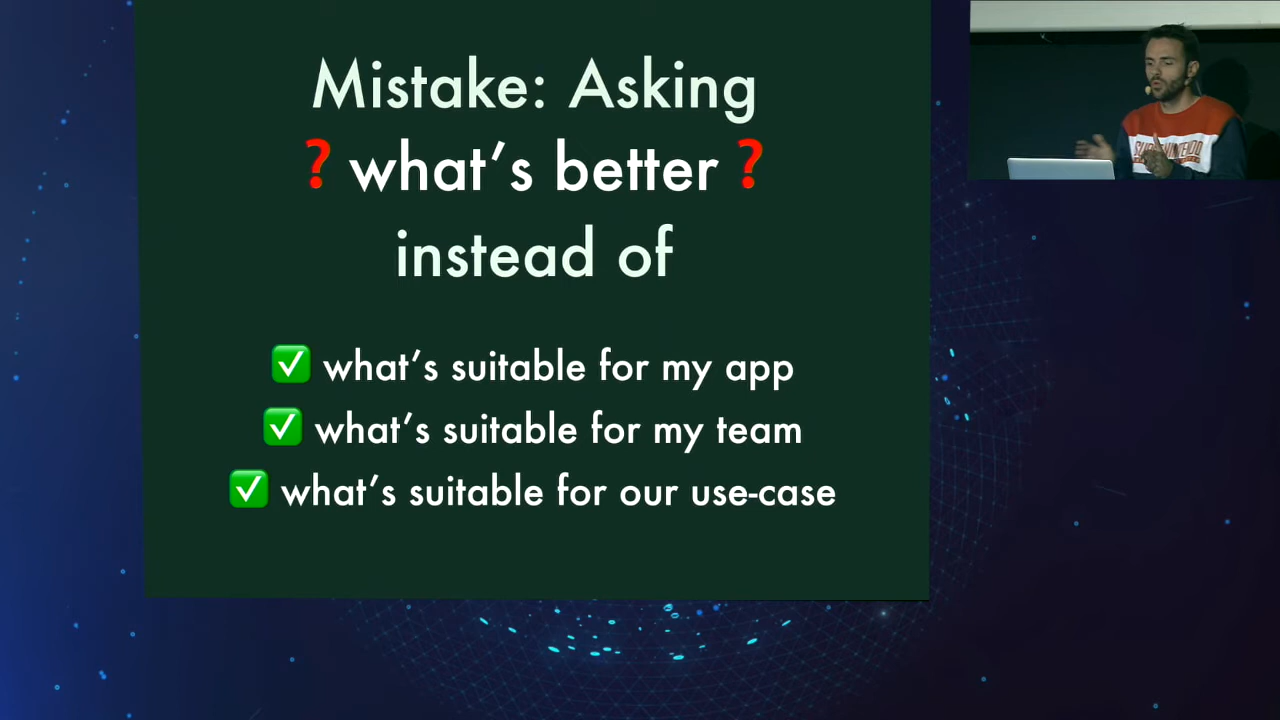 Mistake: Asking
❓ what’s better ❓
instead of
✅ what’s suitable for my app
✅ what’s suitable for my team
✅ what’s suitable for our use-case